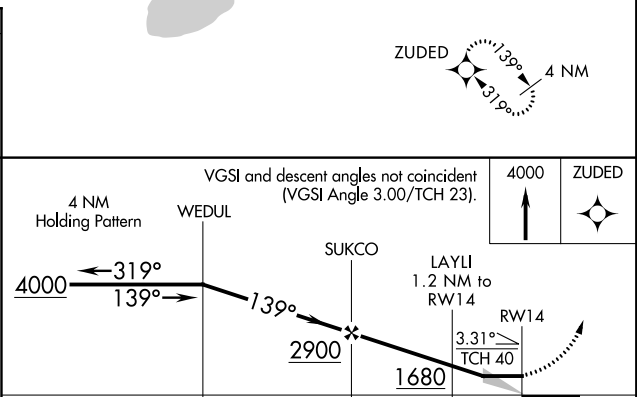 ZUDED
139°
4 NM
319°
VGSI and descent angles not coincident
(VGSI Angle 3.00/TCH 23).
4000
ZUDED
4 NM
Holding Pattern
WEDUL
SUKCO
LAYLI
1.2 NM to
RW14
RW14
319°
4000
139°
139°
2900
1680
3.31°
TCH 40